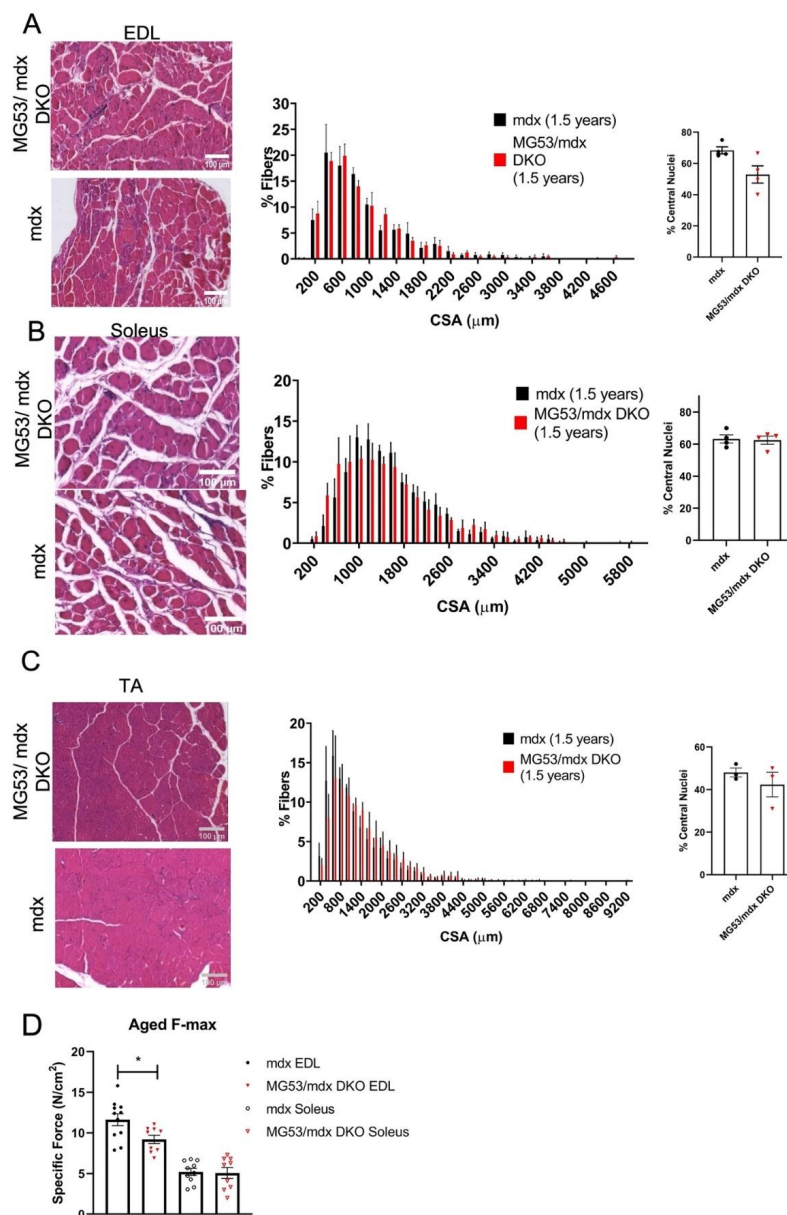 A
EDL
MG53/ mdx
DKO
100 µm
mdx
100 µm
% Fibers
30
25
20
15
10
5
0
200
600
1000
1400
1800
2200
2600
3000
3400
3800
4200
4600
CSA (µm)
mdx (1.5 years)
MG53/mdx
DKO
(1.5 years)
% Central Nuclei
80
60
40
20
0
mdx
MG53/mdx DKO
B
Soleus
MG53/ mdx
DKO
100 µm
mdx
100 µm
% Fibers
20
15
10
5
0
200
1000
1800
2600
3400
4200
5000
5800
CSA (µm)
mdx (1.5 years)
MG53/mdx DKO
(1.5 years)
% Central Nuclei
80
60
40
20
0
mdx
MG53/mdx DKO
C
TA
MG53/ mdx
DKO
100 µm
mdx
100 µm
% Fibers
20
15
10
5
0
200
800
1400
2000
2600
3200
3800
4400
5000
5600
6200
6800
7400
8000
8600
9200
CSA (µm)
mdx (1.5 years)
MG53/mdx DKO
(1.5 years)
% Central Nuclei
60
40
20
0
mdx
MG53/mdx DKO
D
Aged F-max
Specific Force (N/cm²)
20
15
10
5
0
*
mdx EDL
MG53/mdx DKO EDL
mdx Soleus
MG53/mdx DKO Soleus